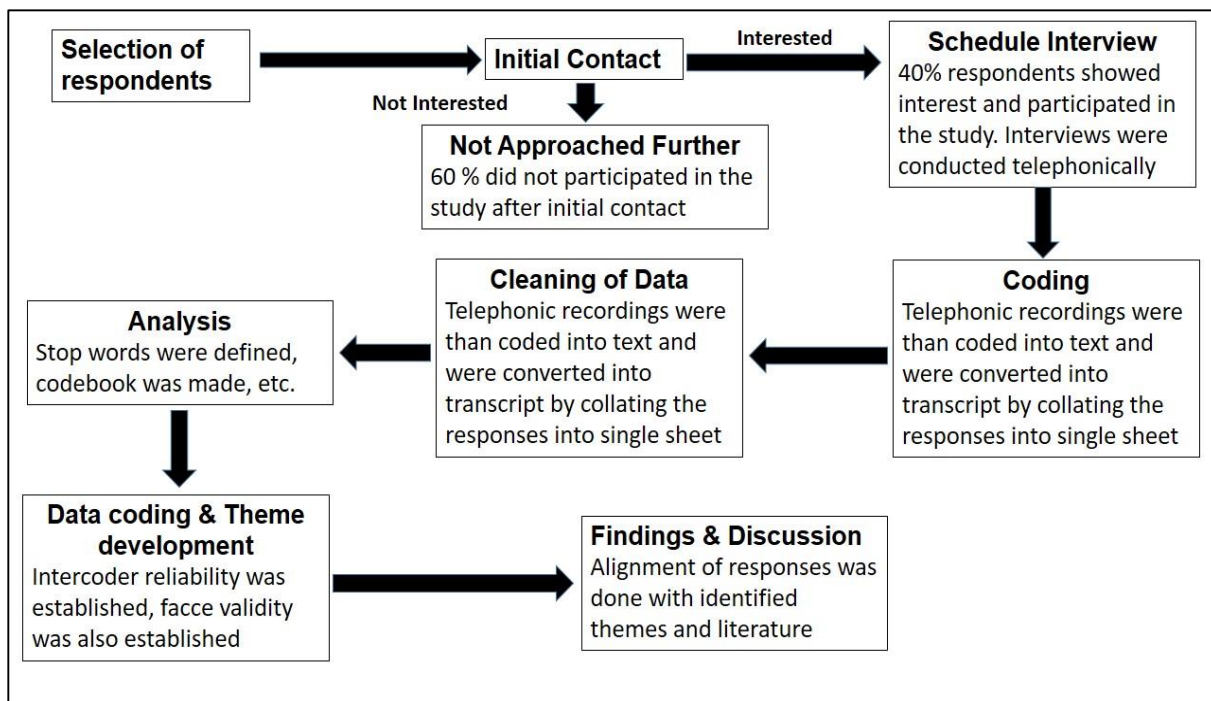 Selection of
respondents
Initial Contact
Interested
Schedule Interview
40% respondents showed
interest and participated in
the study. Interviews were
conducted telephonically
Not Interested
Not Approached Further
60 % did not participated in the
study after initial contact
Coding
Telephonic recordings were
than coded into text and
were converted into
transcript by collating the
responses into single sheet
Cleaning of Data
Telephonic recordings were
than coded into text and
were converted into
transcript by collating the
responses into single sheet
Analysis
Stop words were defined,
codebook was made, etc.
Data coding & Theme
development
Intercoder reliability was
established, facce validity
was also established
Findings & Discussion
Alignment of responses was
done with identified
themes and literature